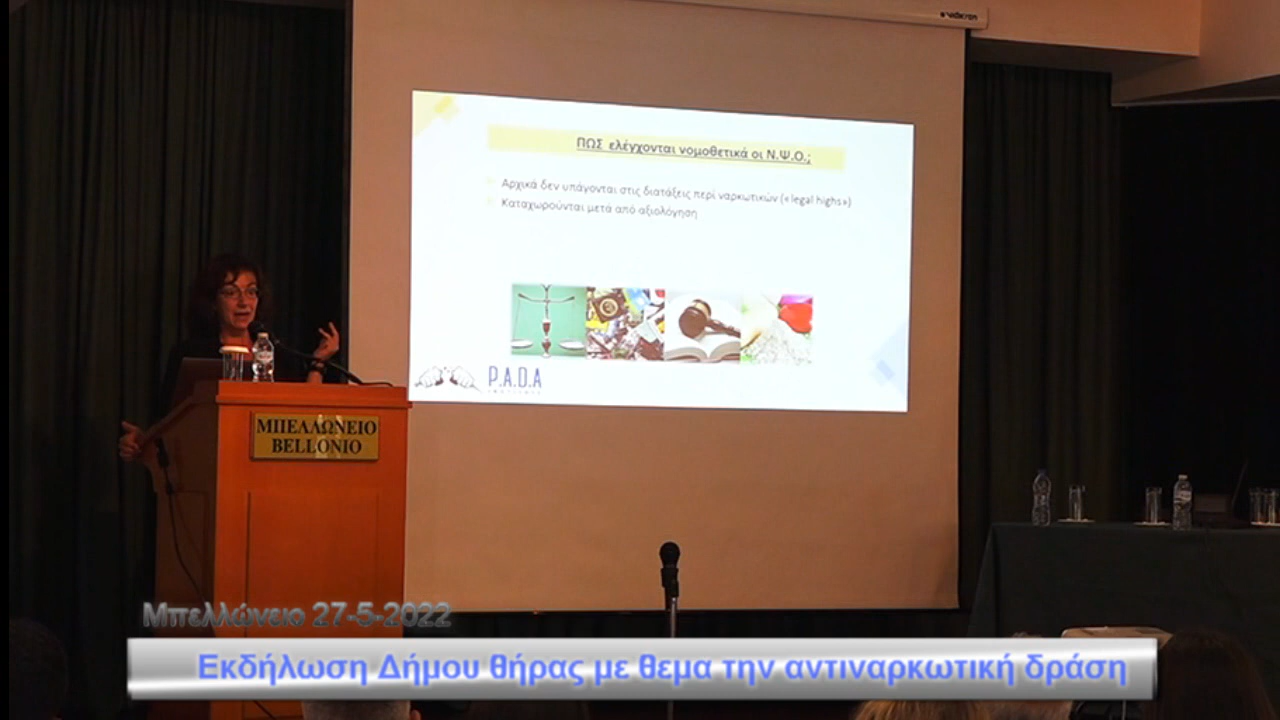 ΠΩΣ ελέγχονται νομοθετικά οι Ν.Ψ.Ο.;
Αρχικά δεν υπάγονται στις διατάξεις περί ναρκωτικών («legal highs»)
Καταχωρούνται μετά από αξιολόγηση
P.A.D.A
ΜΠΕΛΛΩΝΕΙΟ
BELLONIO
Μπελλώνειο 27-5-2022
Εκδήλωση Δήμου θήρας με θεμα την αντιναρκωτική δράση